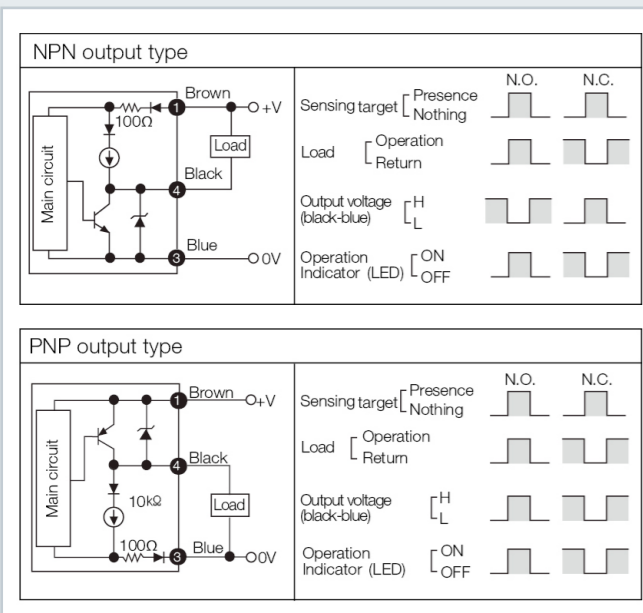 NPN output type
Main circuit
100Ω
1
Brown
+V
Load
Black
4
Blue
3
0V
N.O. N.C.
Sensing target Presence
Nothing
Load Operation
Return
Output voltage
(black-blue) H
L
Operation
Indicator (LED) ON
OFF
PNP output type
Main circuit
1
Brown
+V
4
Black
10kΩ
Load
100Ω
3
Blue
0V
N.O. N.C.
Sensing target Presence
Nothing
Load Operation
Return
Output voltage
(black-blue) H
L
Operation
Indicator (LED) ON
OFF